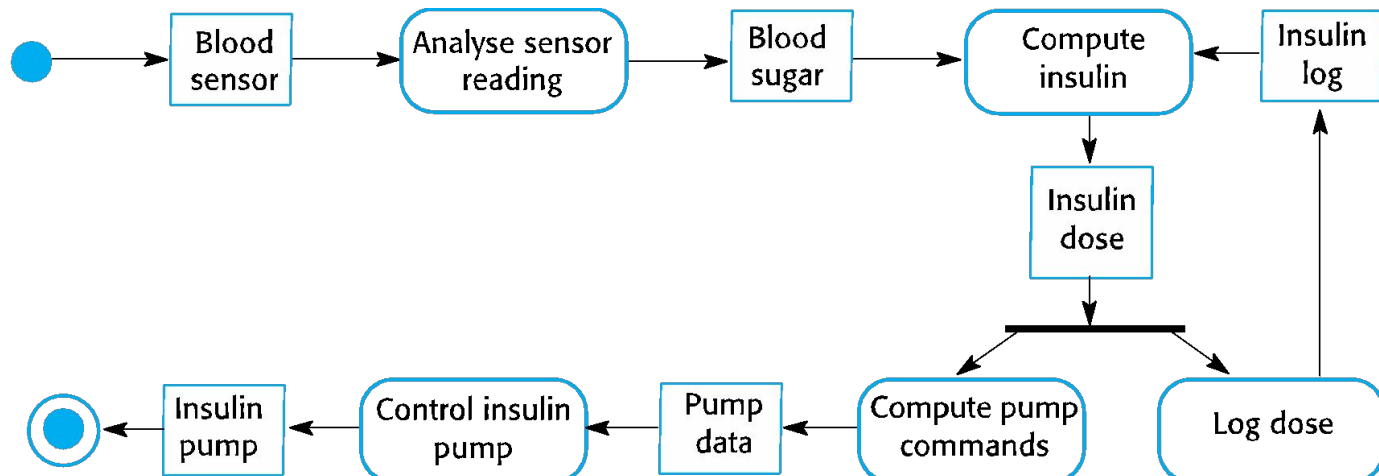 Blood
sensor
Analyse sensor
reading
Blood
sugar
Compute
insulin
Insulin
log
Insulin
dose
Insulin
pump
Control insulin
pump
Pump
data
Compute pump
commands
Log dose